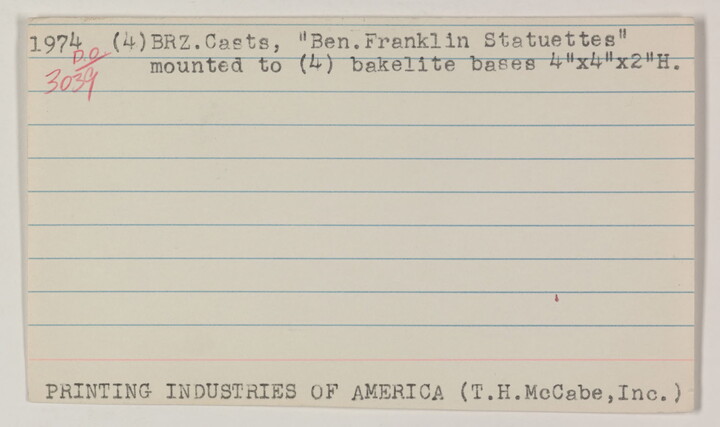 1974 (4)BRZ.Casts, "Ben.Franklin Statuettes"
P.O.
mounted to (4) bakelite bases 4"x4"x2"H.
3039
PRINTING INDUSTRIES OF AMERICA (T.H.McCabe,Inc.)